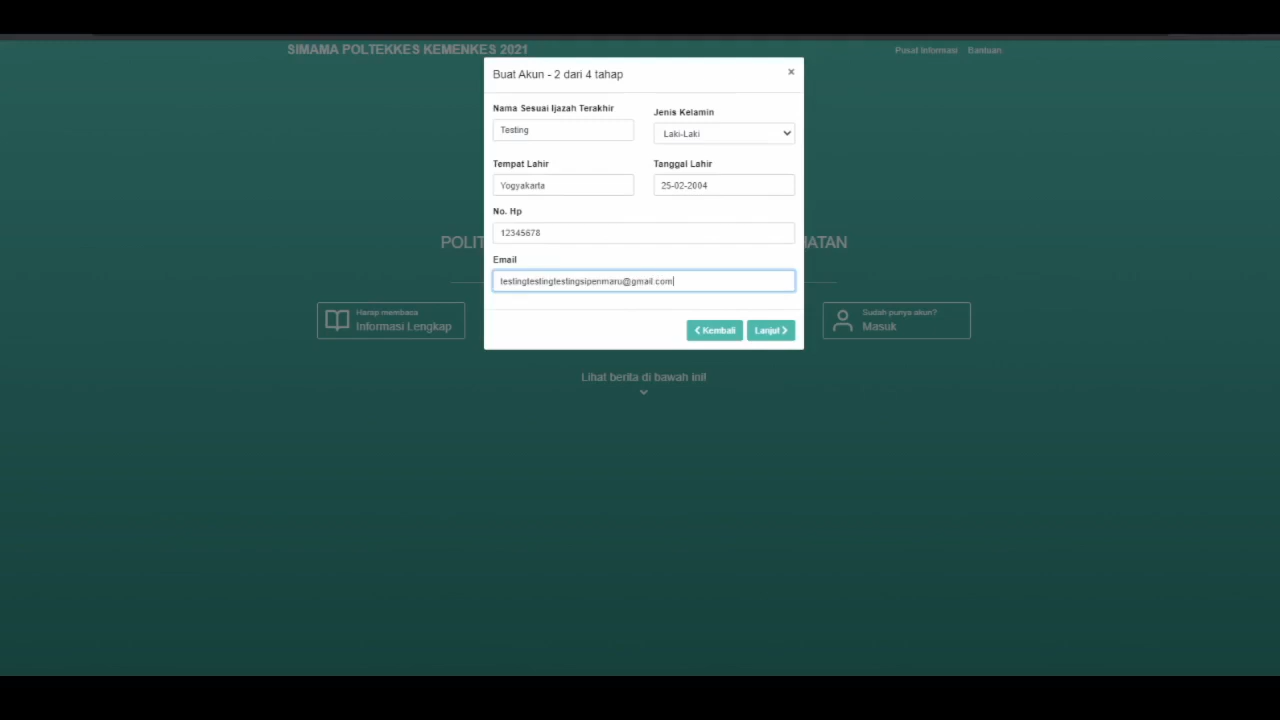 SIMAMA POLTEKKES KEMENKES 2021
Pusat Informasi Bantuan
Buat Akun - 2 dari 4 tahap
×
Nama Sesuai Ijazah Terakhir
Testing
Jenis Kelamin
Laki-Laki
Tempat Lahir
Yogyakarta
Tanggal Lahir
25-02-2004
No. Hp
12345678
Email
testingtestingtestingsipenmaru@gmail.com
Kembali
Lanjut
Harap membaca
Informasi Lengkap
Sudah punya akun?
Masuk
Lihat berita di bawah ini!